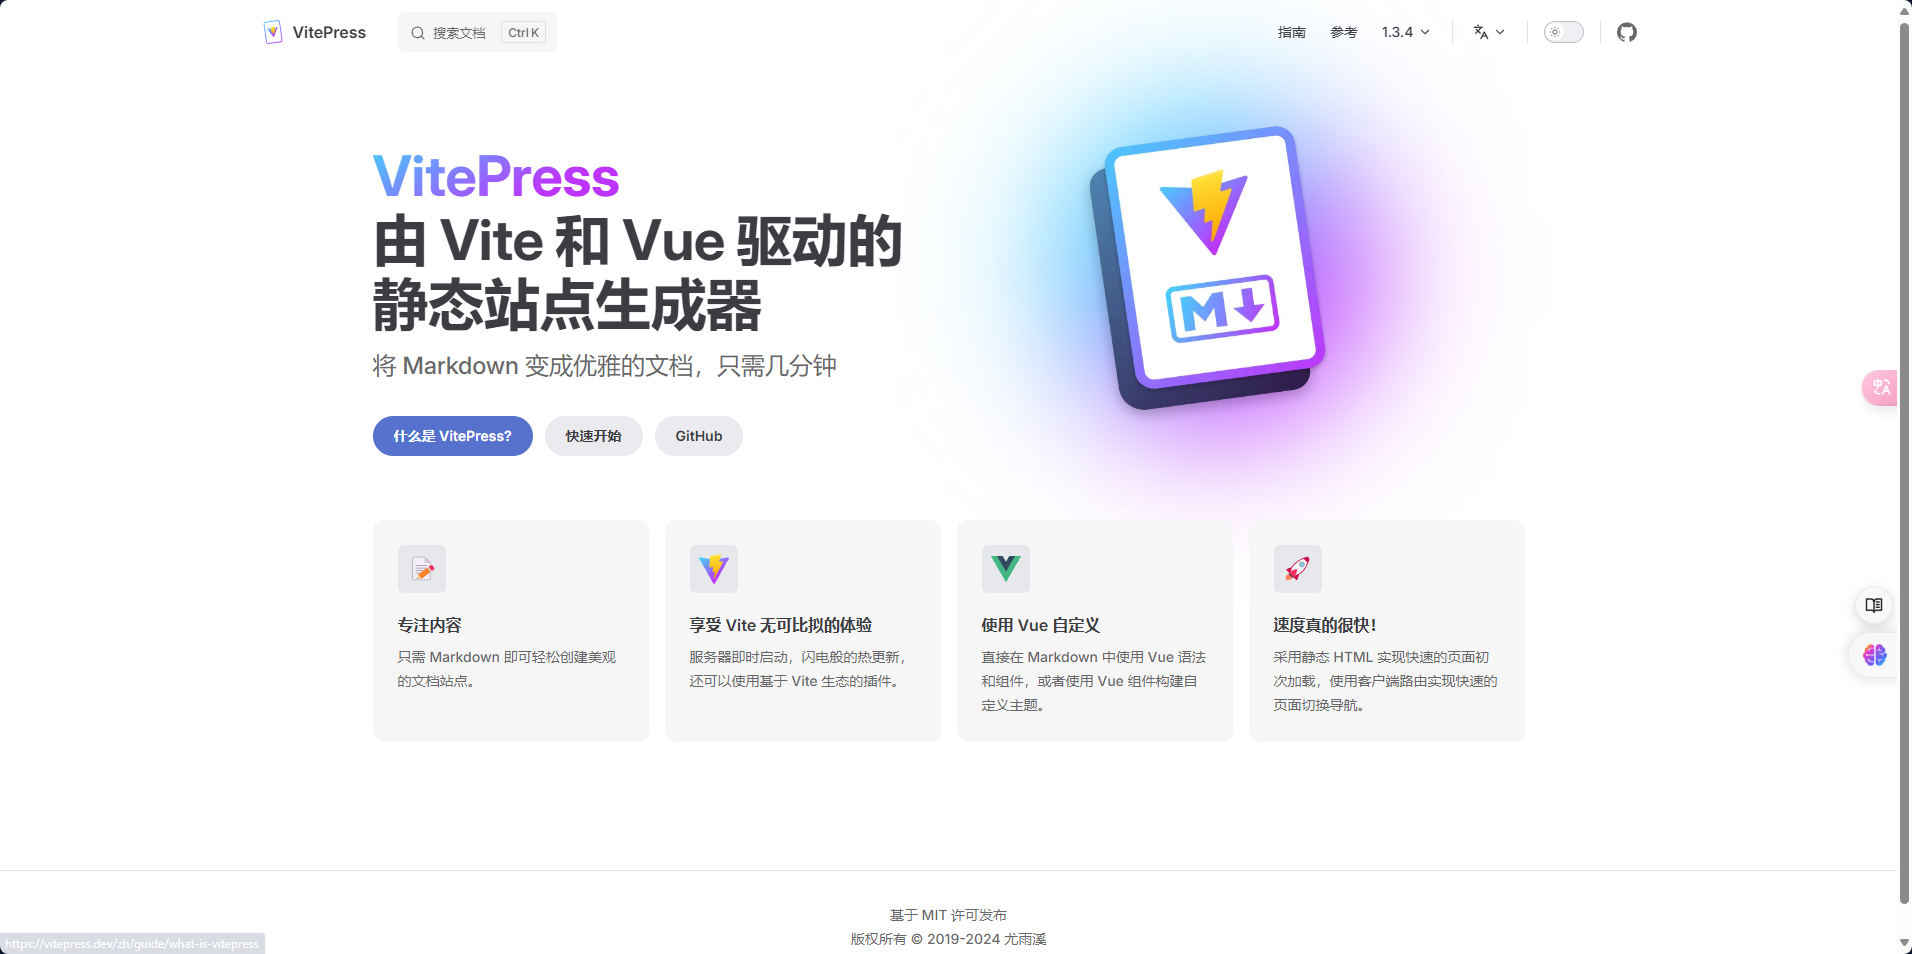 VitePress
搜索文档
Ctrl K
指南
参考
1.3.4
VitePress
由 Vite 和 Vue 驱动的
静态站点生成器
将 Markdown 变成优雅的文档，只需几分钟
什么是 VitePress?
快速开始
GitHub
M
专注内容
只需 Markdown 即可轻松创建美观
的文档站点。
享受 Vite 无可比拟的体验
服务器即时启动，闪电般的热更新，
还可以使用基于 Vite 生态的插件。
使用 Vue 自定义
直接在 Markdown 中使用 Vue 语法
和组件，或者使用 Vue 组件构建自
定义主题。
速度真的很快！
采用静态 HTML 实现快速的页面初
次加载，使用客户端路由实现快速的
页面切换导航。
基于 MIT 许可发布
版权所有 © 2019-2024 尤雨溪
https://vitepress.dev/zh/guide/what-is-vitepress